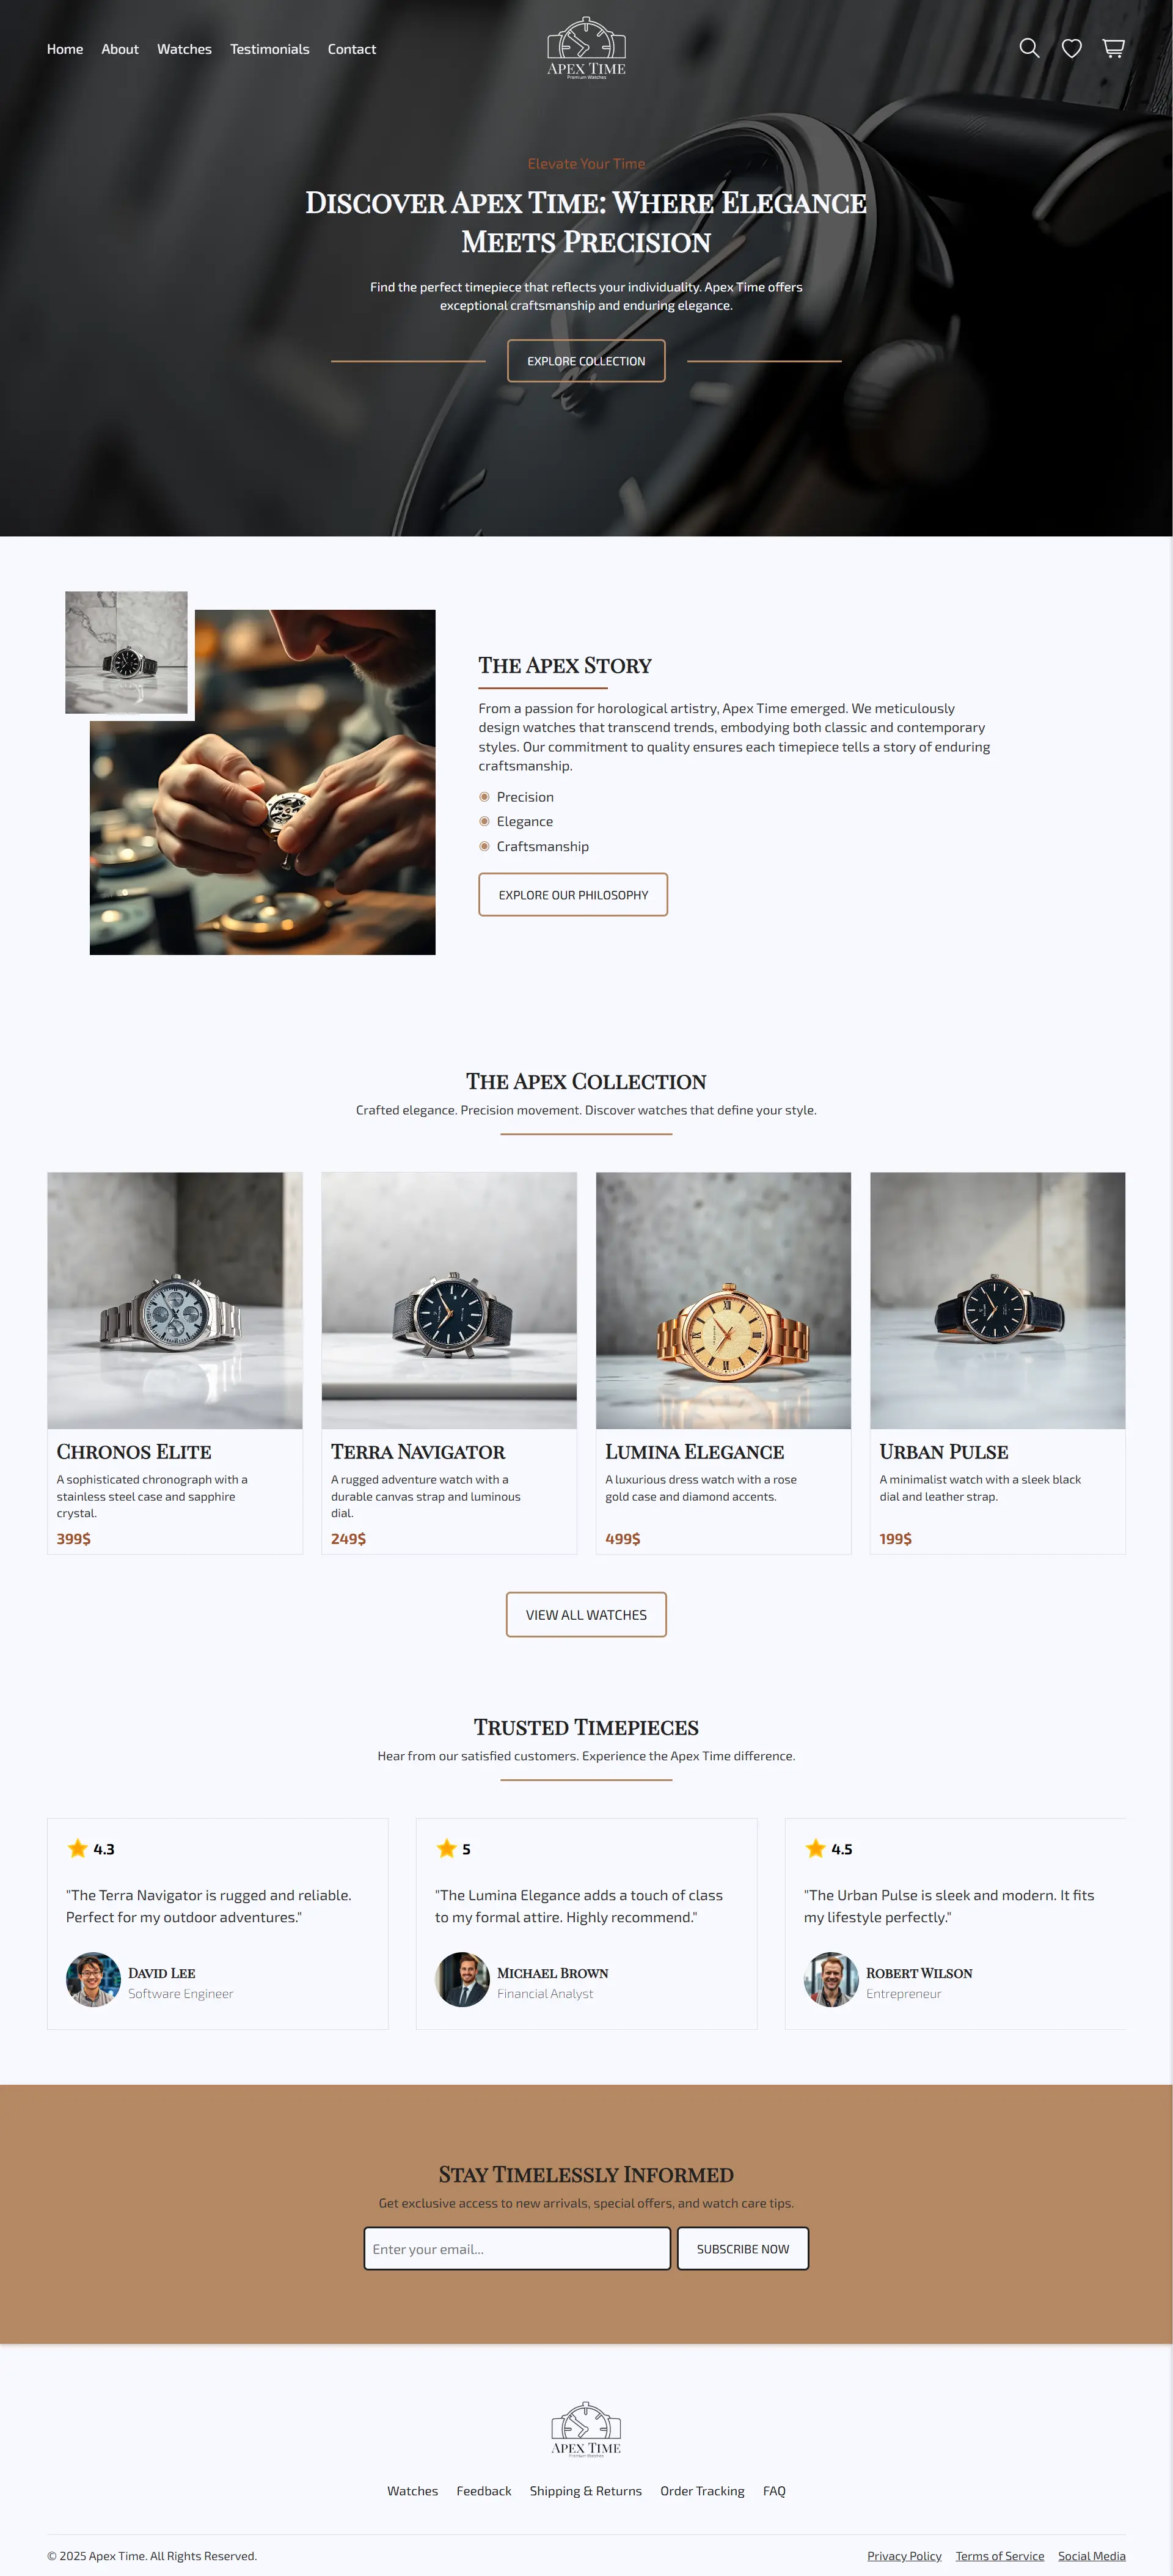 Home About Watches Testimonials Contact
APEX TIME
Premium Watches
Elevate Your Time
Discover Apex Time: Where Elegance
Meets Precision
Find the perfect timepiece that reflects your individuality. Apex Time offers
exceptional craftsmanship and enduring elegance.
EXPLORE COLLECTION
The Apex Story
From a passion for horological artistry, Apex Time emerged. We meticulously
design watches that transcend trends, embodying both classic and contemporary
styles. Our commitment to quality ensures each timepiece tells a story of enduring
craftsmanship.
Precision
Elegance
Craftsmanship
EXPLORE OUR PHILOSOPHY
The Apex Collection
Crafted elegance. Precision movement. Discover watches that define your style.
Chronos Elite
A sophisticated chronograph with a
stainless steel case and sapphire
crystal.
399$
Terra Navigator
A rugged adventure watch with a
durable canvas strap and luminous
dial.
249$
Lumina Elegance
A luxurious dress watch with a rose
gold case and diamond accents.
499$
Urban Pulse
A minimalist watch with a sleek black
dial and leather strap.
199$
VIEW ALL WATCHES
Trusted Timepieces
Hear from our satisfied customers. Experience the Apex Time difference.
4.3
"The Terra Navigator is rugged and reliable.
Perfect for my outdoor adventures."
David Lee
Software Engineer
5
"The Lumina Elegance adds a touch of class
to my formal attire. Highly recommend."
Michael Brown
Financial Analyst
4.5
"The Urban Pulse is sleek and modern. It fits
my lifestyle perfectly."
Robert Wilson
Entrepreneur
Stay Timelessly Informed
Get exclusive access to new arrivals, special offers, and watch care tips.
Enter your email...
SUBSCRIBE NOW
APEX TIME
Premium Watches
Watches Feedback Shipping & Returns Order Tracking FAQ
© 2025 Apex Time. All Rights Reserved.
Privacy Policy Terms of Service Social Media